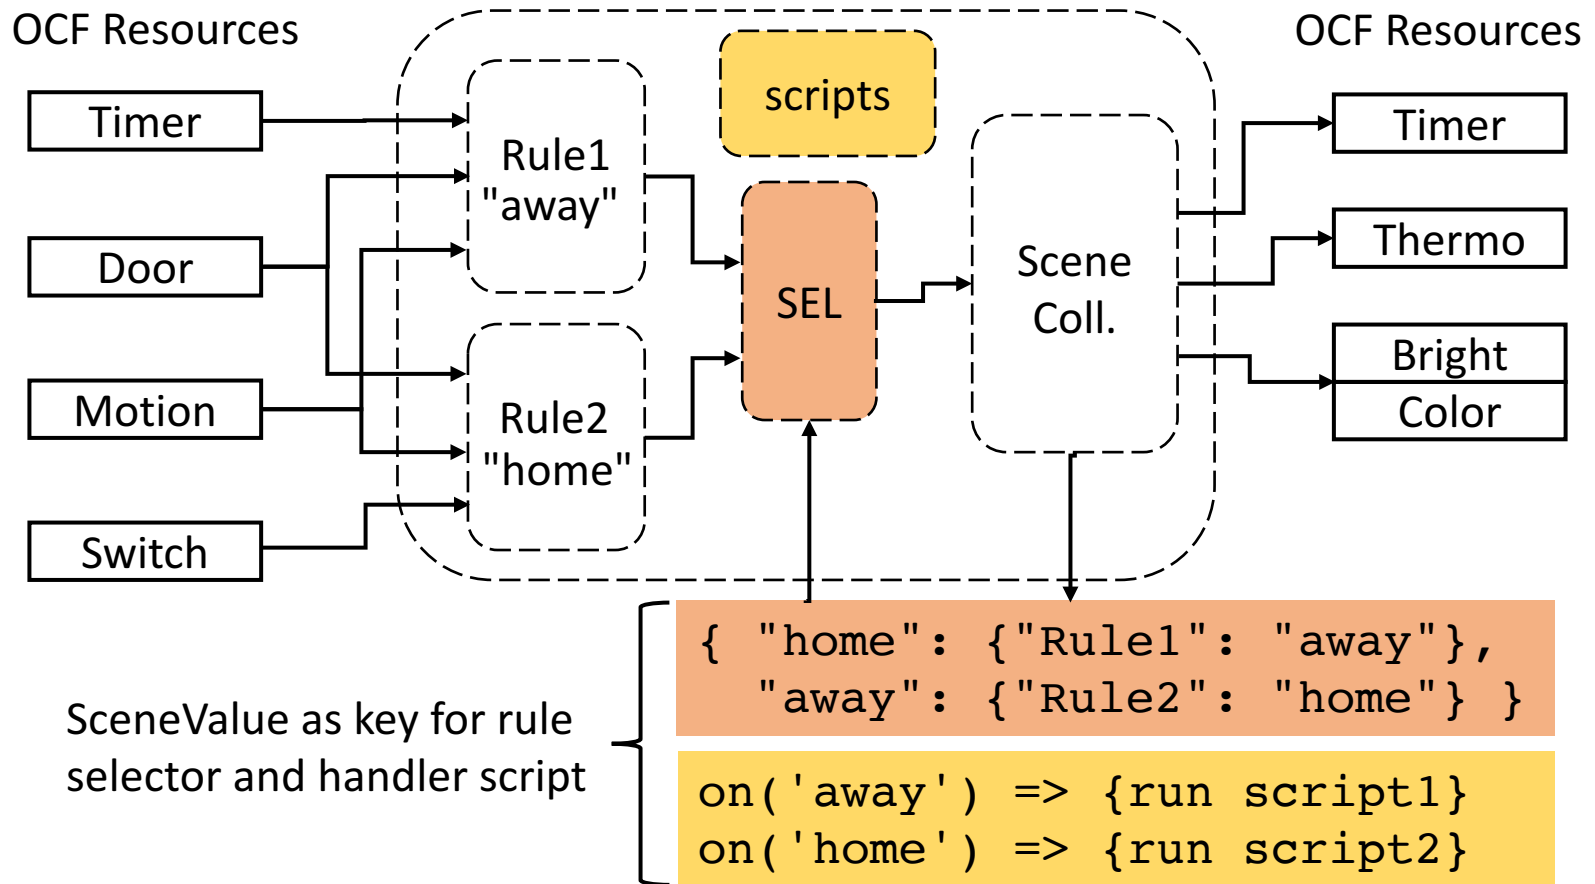 OCF Resources
OCF Resources
Timer
Door
Motion
Switch
Rule1
"away"
Rule2
"home"
scripts
SEL
Scene
Coll.
Timer
Thermo
Bright
Color
SceneValue as key for rule
selector and handler script
{ "home": {"Rule1": "away"},
"away": {"Rule2": "home"} }
on('away') => {run script1}
on('home') => {run script2}